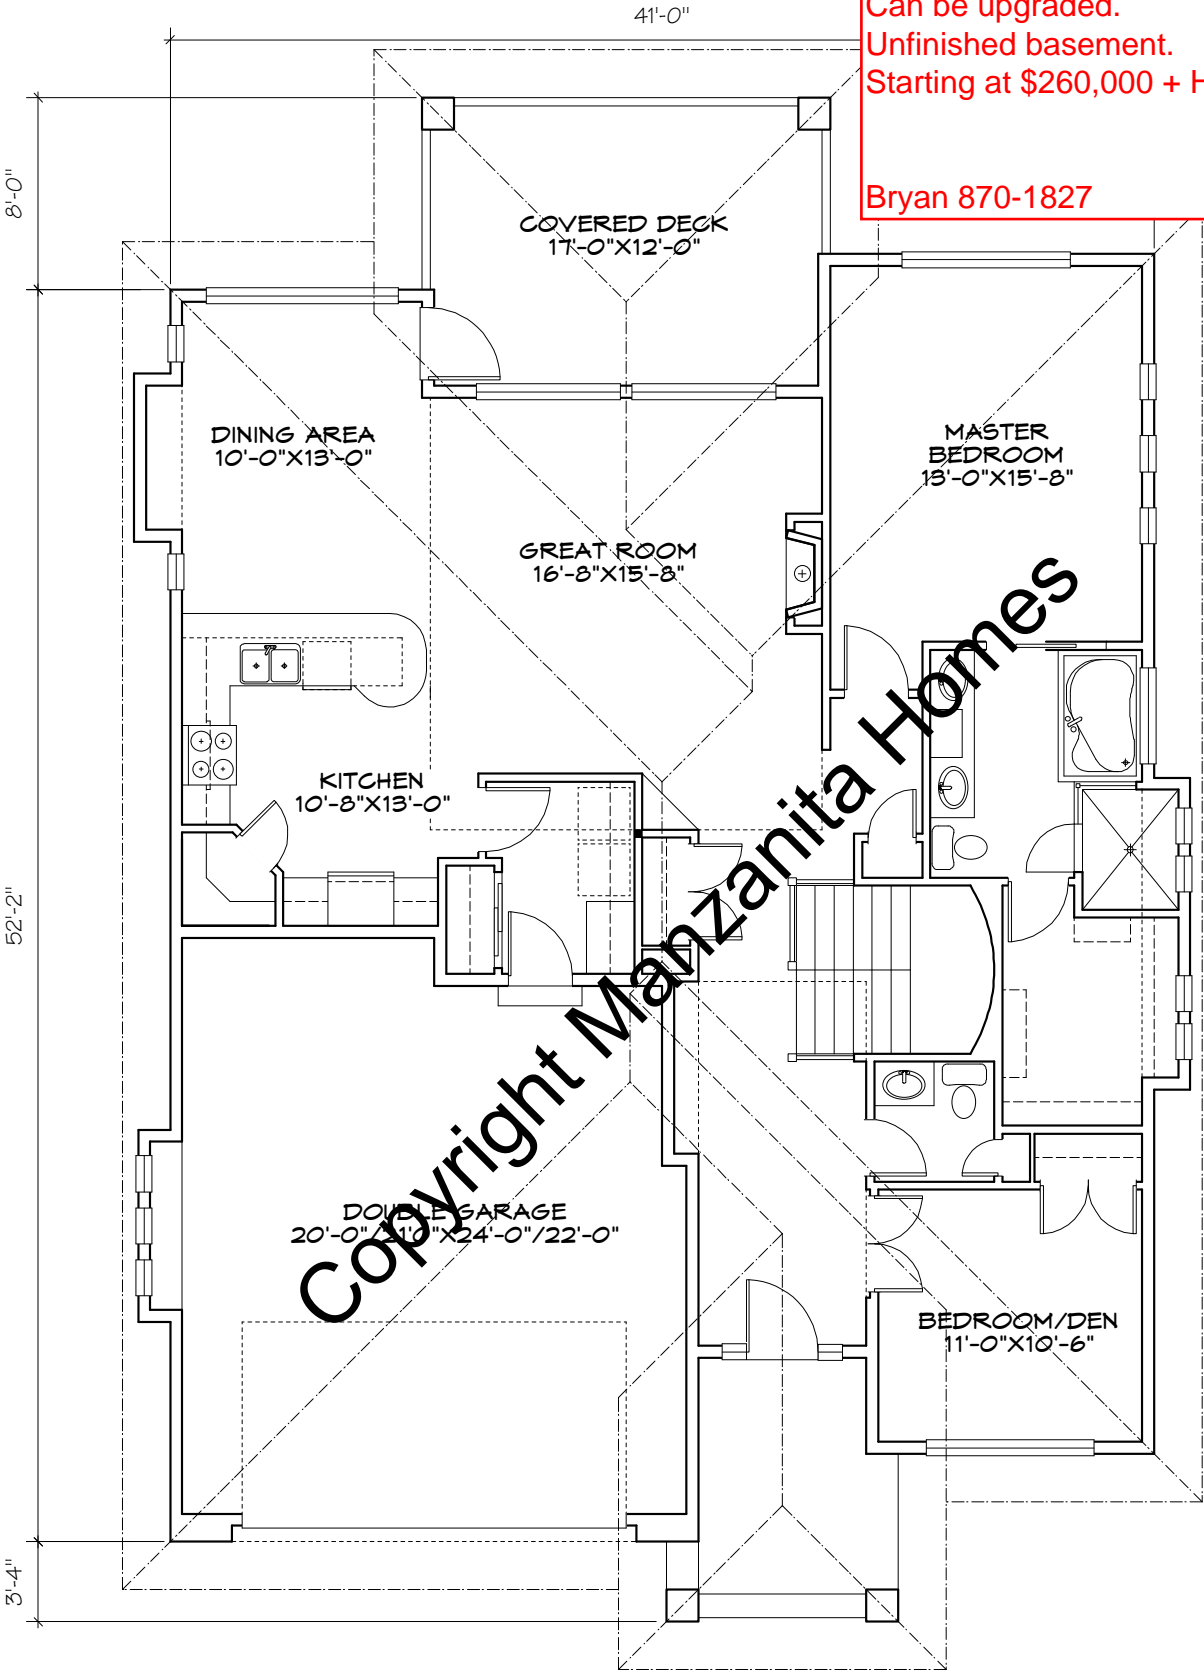 41'-0"
Can be upgraded.
Unfinished basement.
Starting at $260,000 + H
Bryan 870-1827
8'-0"
COVERED DECK
17'-0"X12'-0"
DINING AREA
10'-0"X13'-0"
MASTER
BEDROOM
13'-0"X15'-8"
GREAT ROOM
16'-8"X15'-8"
KITCHEN
10'-8"X13'-0"
52'-2"
Copyright Manzanita Homes
DOUBLE GARAGE
20'-0"/21'0"X24'-0"/22'-0"
BEDROOM/DEN
11'-0"X10'-6"
3'-4"